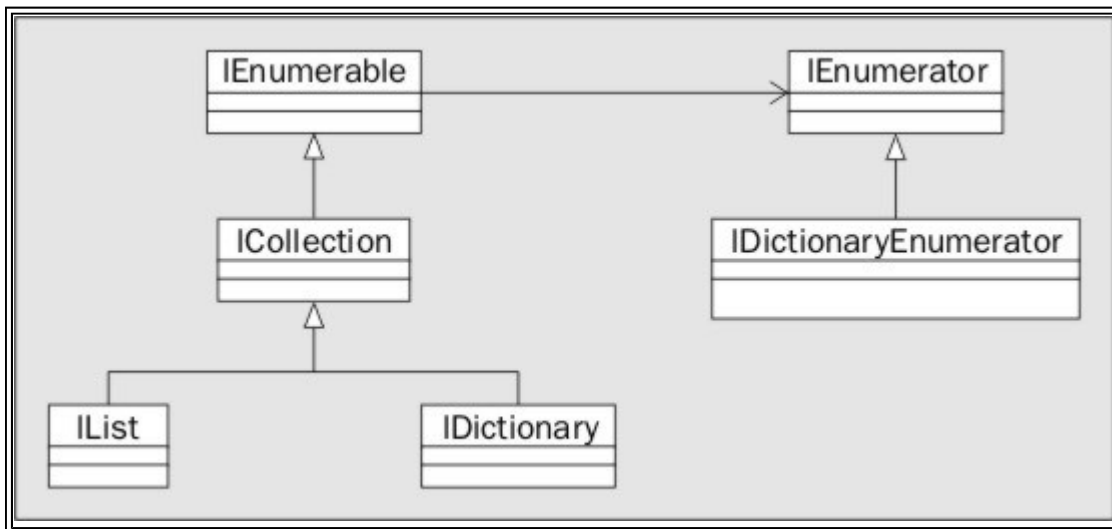 IEnumerable
IEnumerator
ICollection
IDictionaryEnumerator
IList
IDictionary